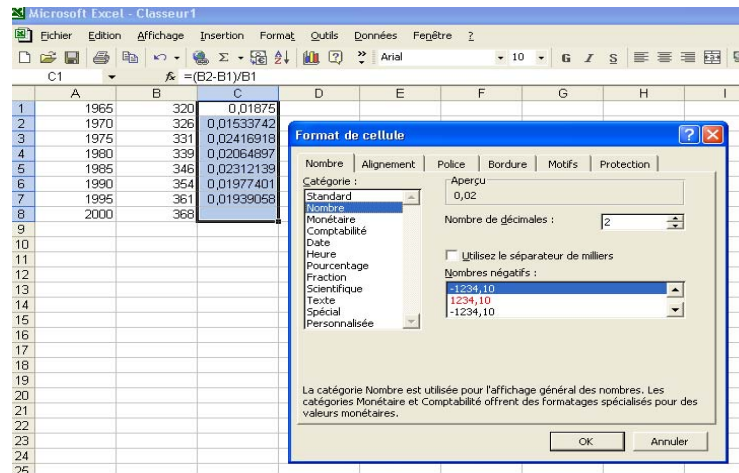 Microsoft Excel - Classeur1
Fichier Edition Affichage Insertion Format Outils Données Fenêtre ?
Arial 10 G I S
C1 fx =(B2-B1)/B1
A B C D E F G H I
1 1965 320 0,01875
2 1970 326 0,01533742
3 1975 331 0,02416918
4 1980 339 0,02064897
5 1985 346 0,02312139
6 1990 354 0,01977401
7 1995 361 0,01939058
8 2000 368
9
10
11
12
13
14
15
16
17
18
19
20
21
22
23
24
25
Format de cellule
Nombre Alignement Police Bordure Motifs Protection
Catégorie :
Standard
Nombre
Monétaire
Comptabilité
Date
Heure
Pourcentage
Fraction
Scientifique
Texte
Spécial
Personnalisée
Aperçu
0,02
Nombre de décimales : 2
Utilisez le séparateur de milliers
Nombres négatifs :
-1234,10
1234,10
-1234,10
La catégorie Nombre est utilisée pour l'affichage général des nombres. Les
catégories Monétaire et Comptabilité offrent des formatages spécialisés pour des
valeurs monétaires.
OK Annuler